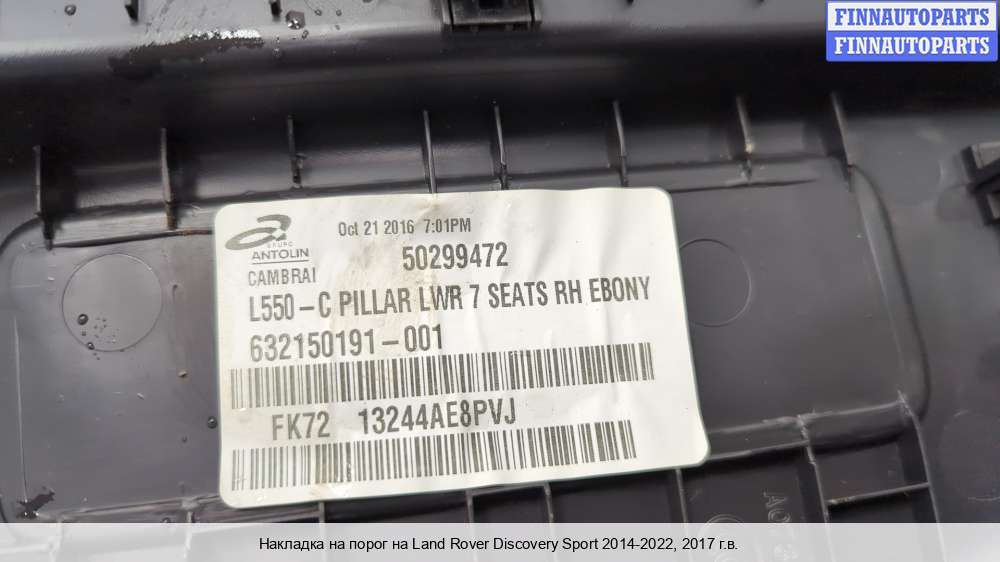 FINNAUTOPARTS
FINNAUTOPARTS
Oct 21 2016 7:01PM
GRUPO
ANTOLIN
50299472
CAMBRAI
L550-C PILLAR LWR 7 SEATS RH EBONY
632150191-001
FK72 13244AE8PVJ
Накладка на порог на Land Rover Discovery Sport 2014-2022, 2017 г.в.